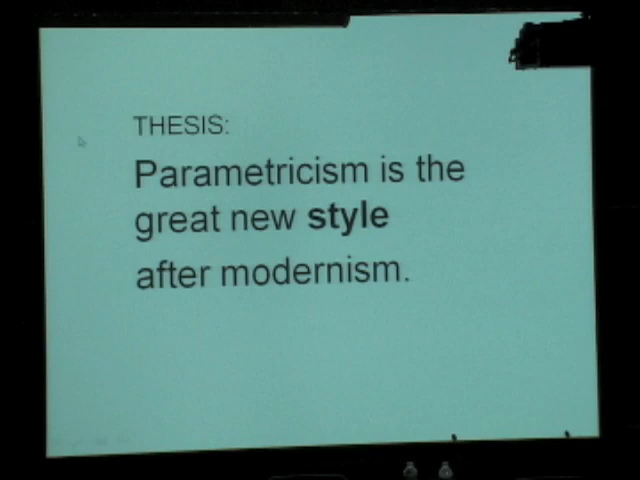 THESIS:
Parametricism is the
great new style
after modernism.